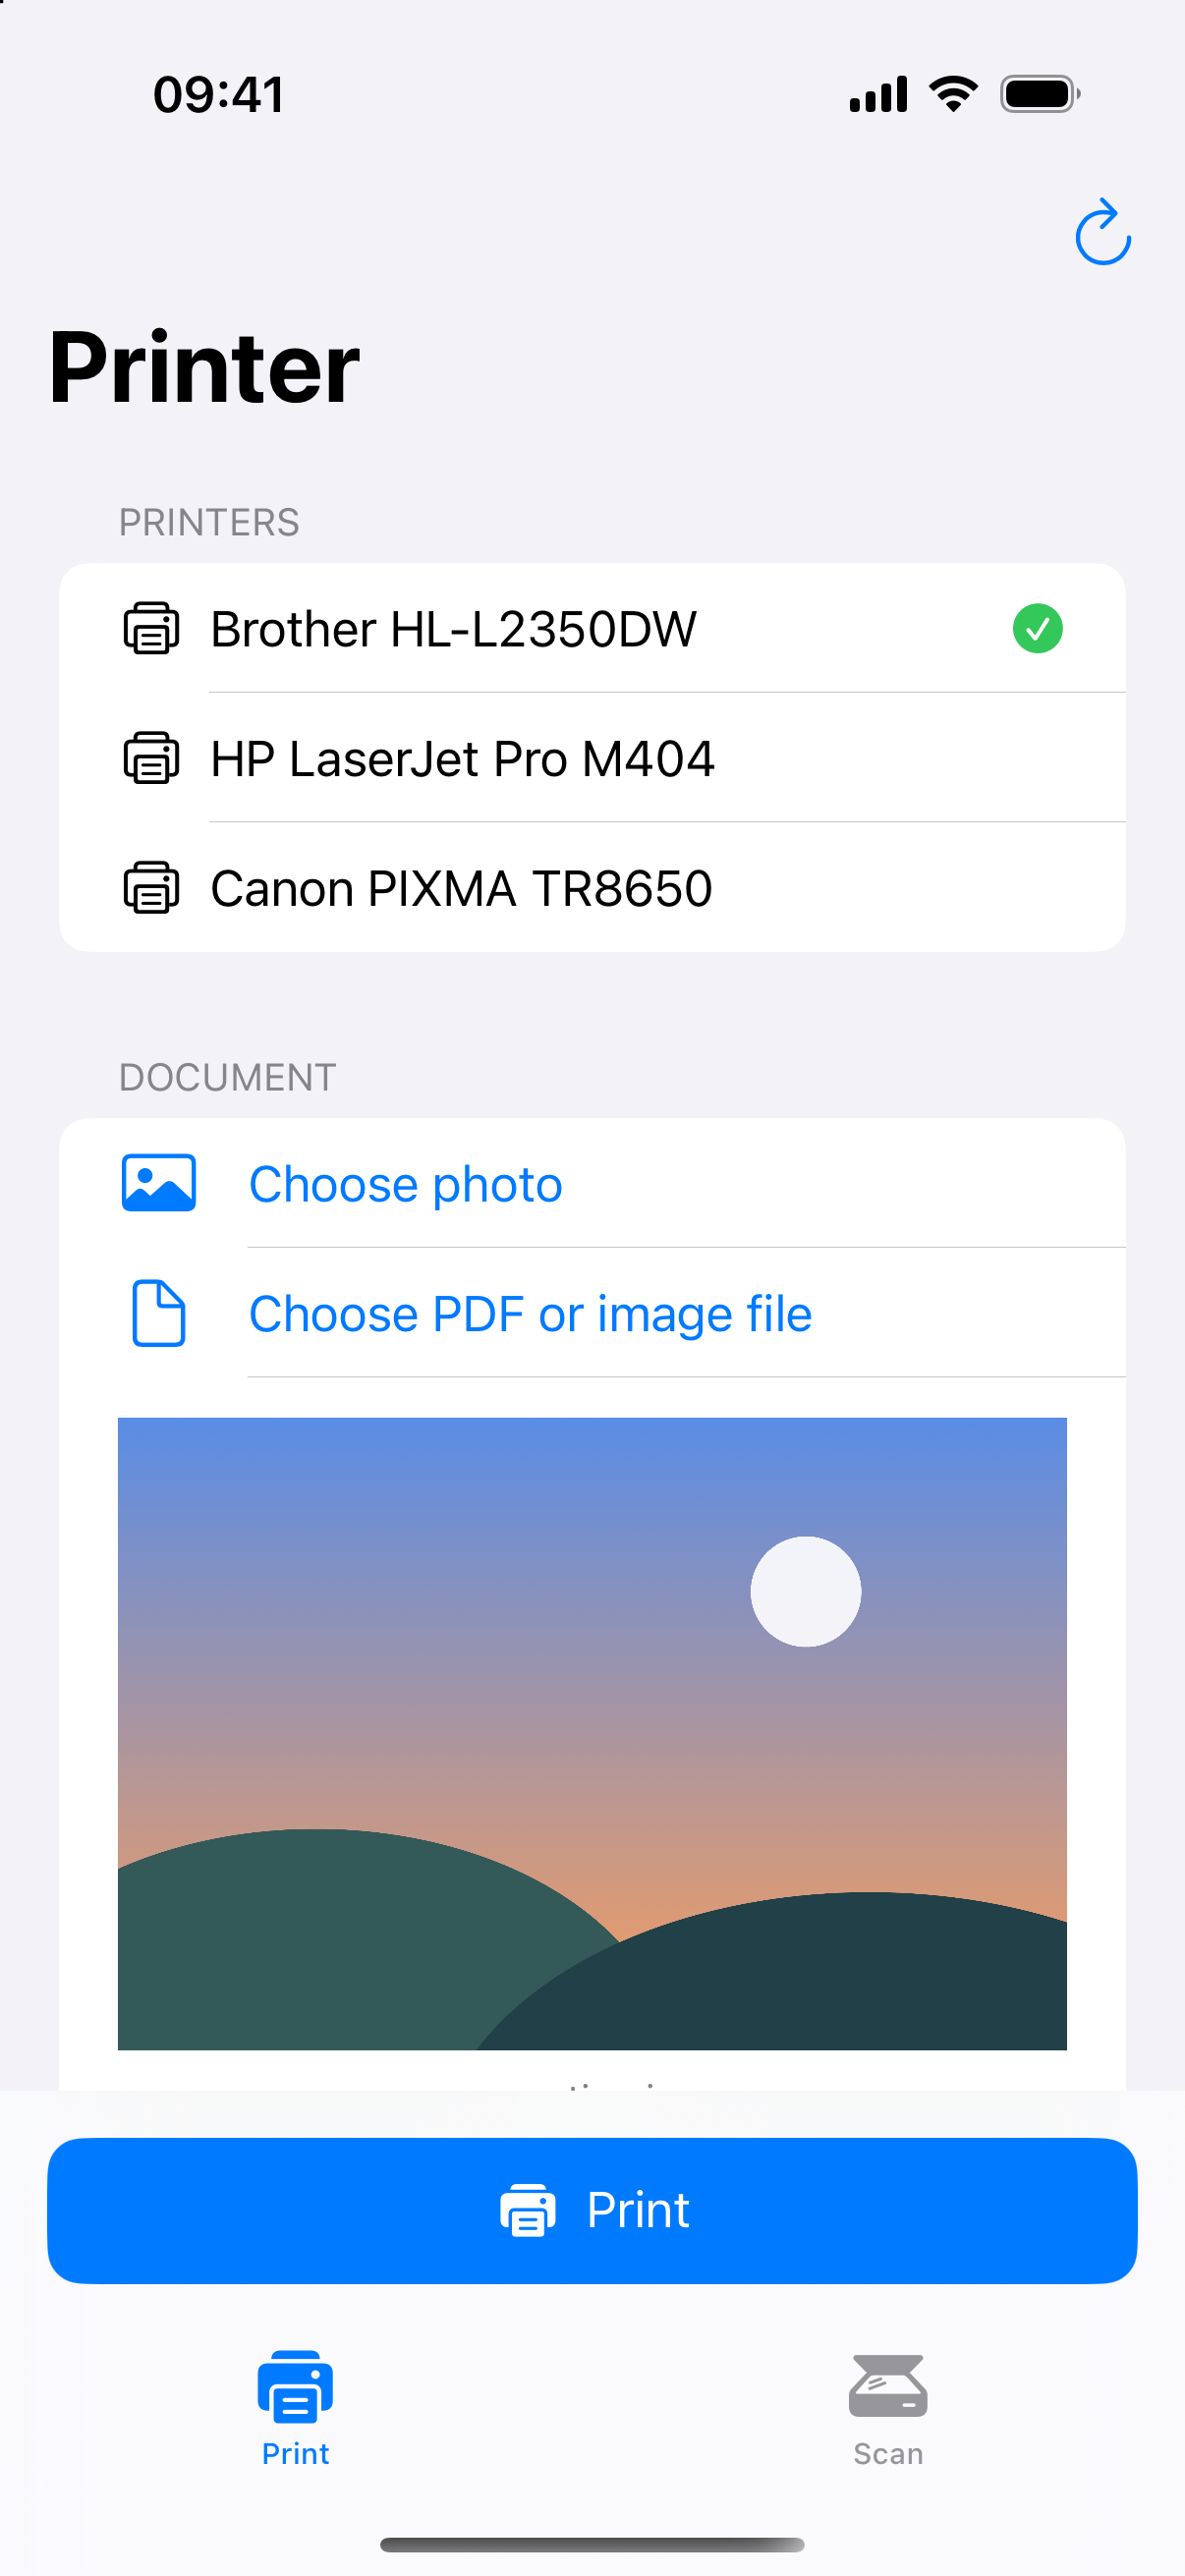 09:41
Printer
PRINTERS
Brother HL-L2350DW
HP LaserJet Pro M404
Canon PIXMA TR8650
DOCUMENT
Choose photo
Choose PDF or image file
Print
Print
Scan